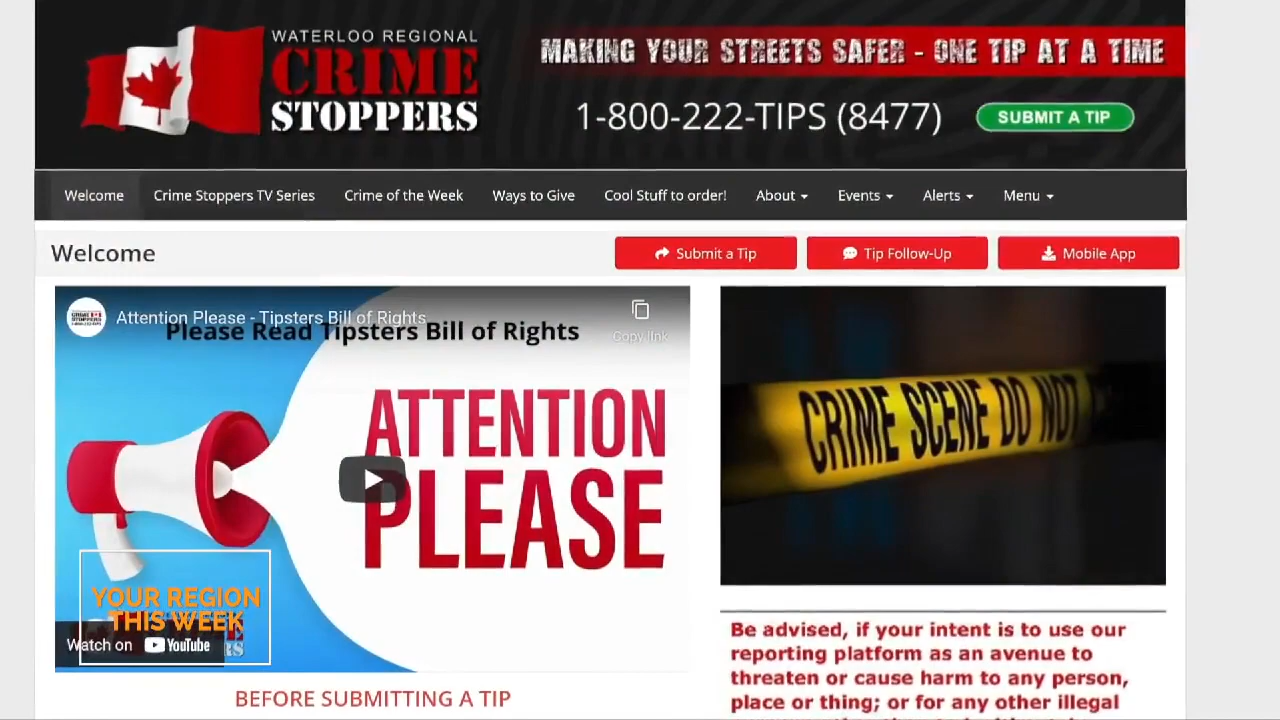 WATERLOO REGIONAL
CRIME
STOPPERS
MAKING YOUR STREETS SAFER - ONE TIP AT A TIME
1-800-222-TIPS (8477)
SUBMIT A TIP
Welcome
Crime Stoppers TV Series
Crime of the Week
Ways to Give
Cool Stuff to order!
About
Events
Alerts
Menu
Welcome
Submit a Tip
Tip Follow-Up
Mobile App
Attention Please - Tipsters Bill of Rights
Copy link
Please Read Tipsters Bill of Rights
ATTENTION
PLEASE
YOUR REGION
THIS WEEK
Watch on YouTube
BEFORE SUBMITTING A TIP
CRIME SCENE DO NOT
Be advised, if your intent is to use our
reporting platform as an avenue to
threaten or cause harm to any person,
place or thing; or for any other illegal